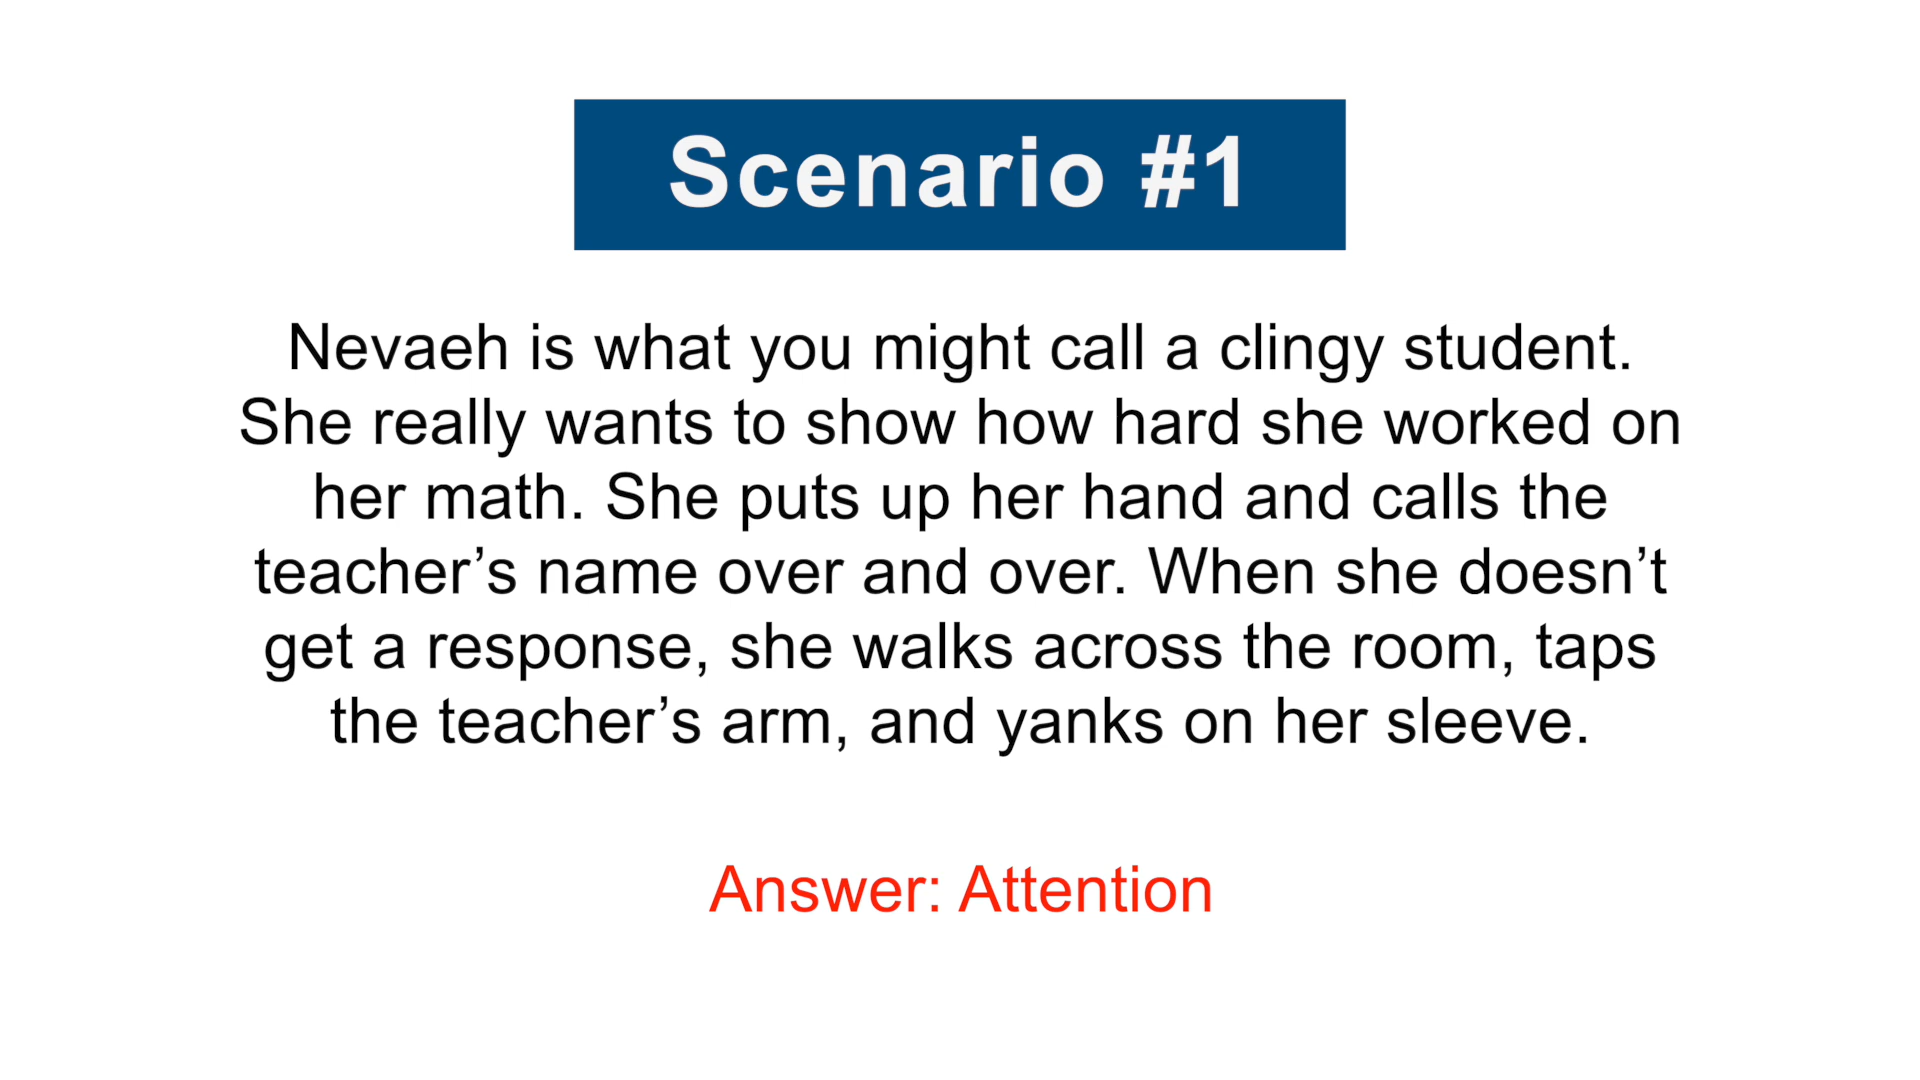 Scenario #1
Nevaeh is what you might call a clingy student.
She really wants to show how hard she worked on
her math. She puts up her hand and calls the
teacher’s name over and over. When she doesn’t
get a response, she walks across the room, taps
the teacher’s arm, and yanks on her sleeve.
Answer: Attention